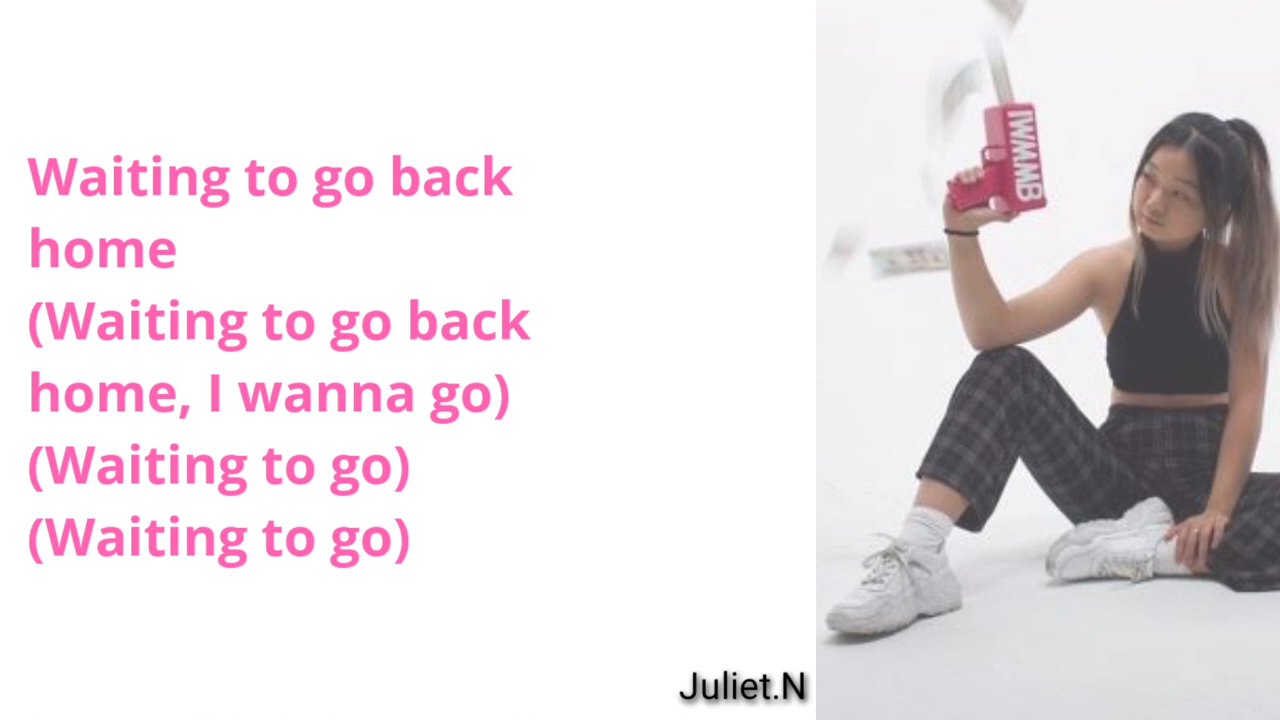 Waiting to go back
home
(Waiting to go back
home, I wanna go)
(Waiting to go)
(Waiting to go)
Juliet.N
IWMMB